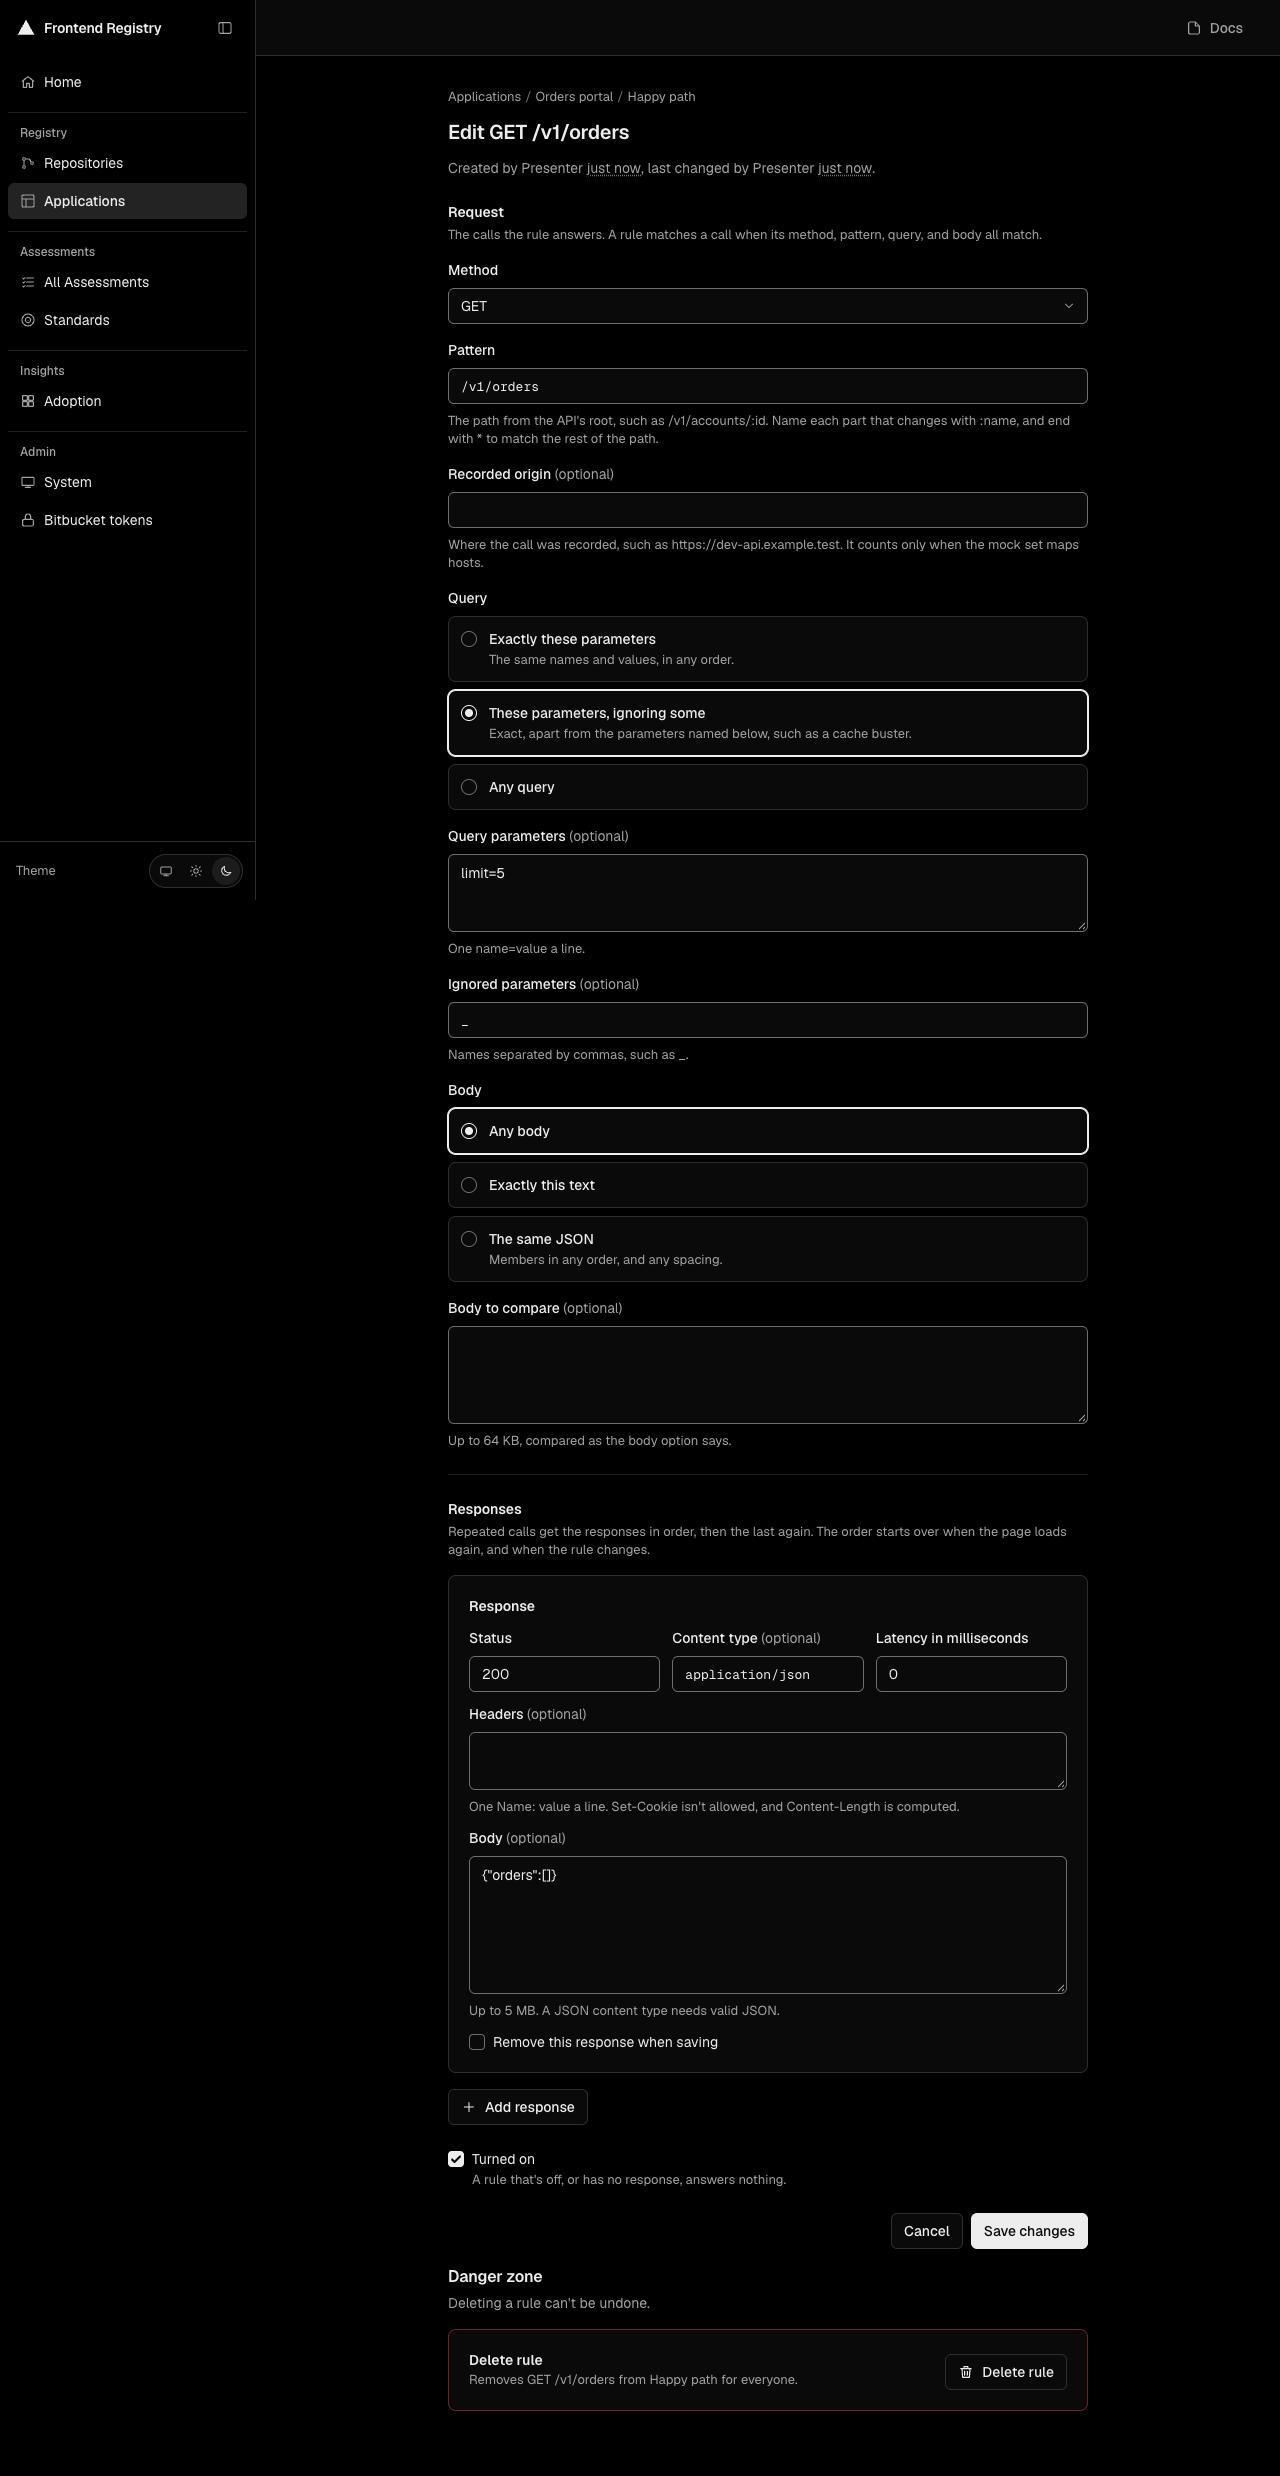 Frontend Registry
Docs
Home
Registry
Repositories
Applications
Assessments
All Assessments
Standards
Insights
Adoption
Admin
System
Bitbucket tokens
Theme
Applications / Orders portal / Happy path
Edit GET /v1/orders
Created by Presenter just now, last changed by Presenter just now.
Request
The calls the rule answers. A rule matches a call when its method, pattern, query, and body all match.
Method
GET
Pattern
/v1/orders
The path from the API's root, such as /v1/accounts/:id. Name each part that changes with :name, and end
with * to match the rest of the path.
Recorded origin (optional)
Where the call was recorded, such as https://dev-api.example.test. It counts only when the mock set maps
hosts.
Query
Exactly these parameters
The same names and values, in any order.
These parameters, ignoring some
Exact, apart from the parameters named below, such as a cache buster.
Any query
Query parameters (optional)
limit=5
One name=value a line.
Ignored parameters (optional)
_
Names separated by commas, such as _.
Body
Any body
Exactly this text
The same JSON
Members in any order, and any spacing.
Body to compare (optional)
Up to 64 KB, compared as the body option says.
Responses
Repeated calls get the responses in order, then the last again. The order starts over when the page loads
again, and when the rule changes.
Response
Status
Content type (optional)
Latency in milliseconds
200
application/json
0
Headers (optional)
One Name: value a line. Set-Cookie isn't allowed, and Content-Length is computed.
Body (optional)
{"orders":[]}
Up to 5 MB. A JSON content type needs valid JSON.
Remove this response when saving
Add response
Turned on
A rule that's off, or has no response, answers nothing.
Cancel
Save changes
Danger zone
Deleting a rule can't be undone.
Delete rule
Removes GET /v1/orders from Happy path for everyone.
Delete rule